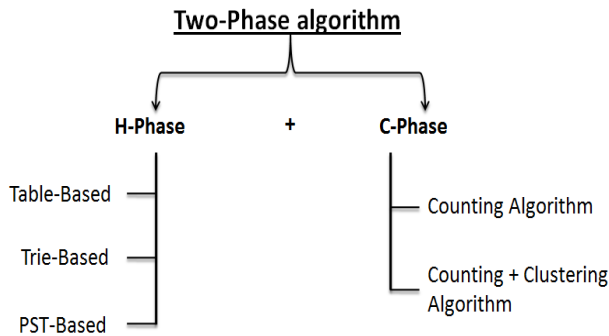 Two-Phase algorithm
H-Phase + C-Phase
Table-Based
Trie-Based
PST-Based
Counting Algorithm
Counting + Clustering
Algorithm